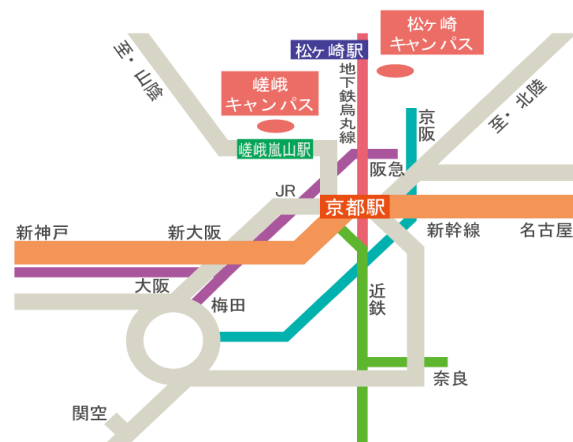 松ヶ崎
キャンパス
松ヶ崎駅
至・山陰
嵯峨
キャンパス
地下鉄烏丸線
京阪
至・北陸
嵯峨嵐山駅
阪急
JR
京都駅
新神戸
新大阪
新幹線
名古屋
大阪
梅田
近鉄
奈良
関空